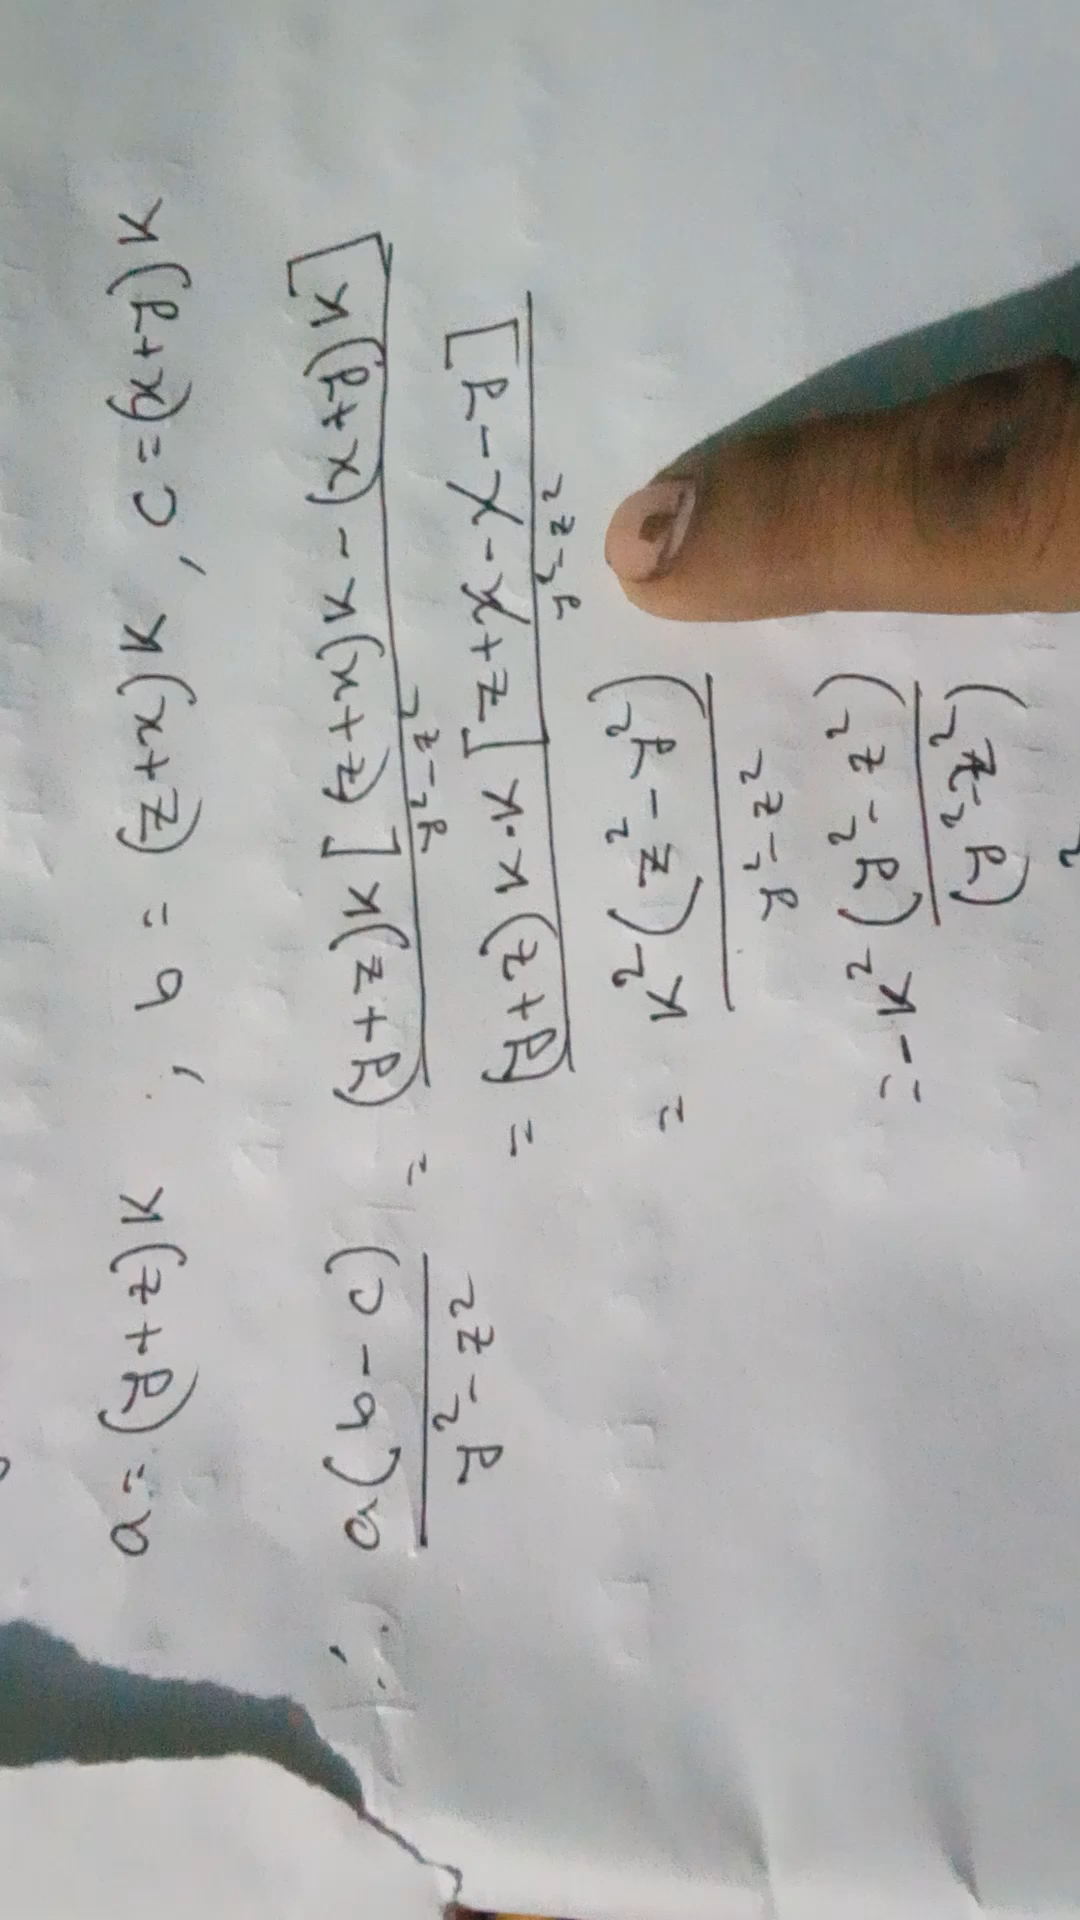 a = (y+z)K , b = (z+x)K , c = (x+y)K
∴ a(b-c) / y²-z² = (y+z)K [(z+x)K - (x+y)K] / y²-z²
= (y+z) K·K [z+x-x-y] / y²-z²
= K²(z²-y²) / y²-z²
= -K² (y²-z²) / (y²-z²)